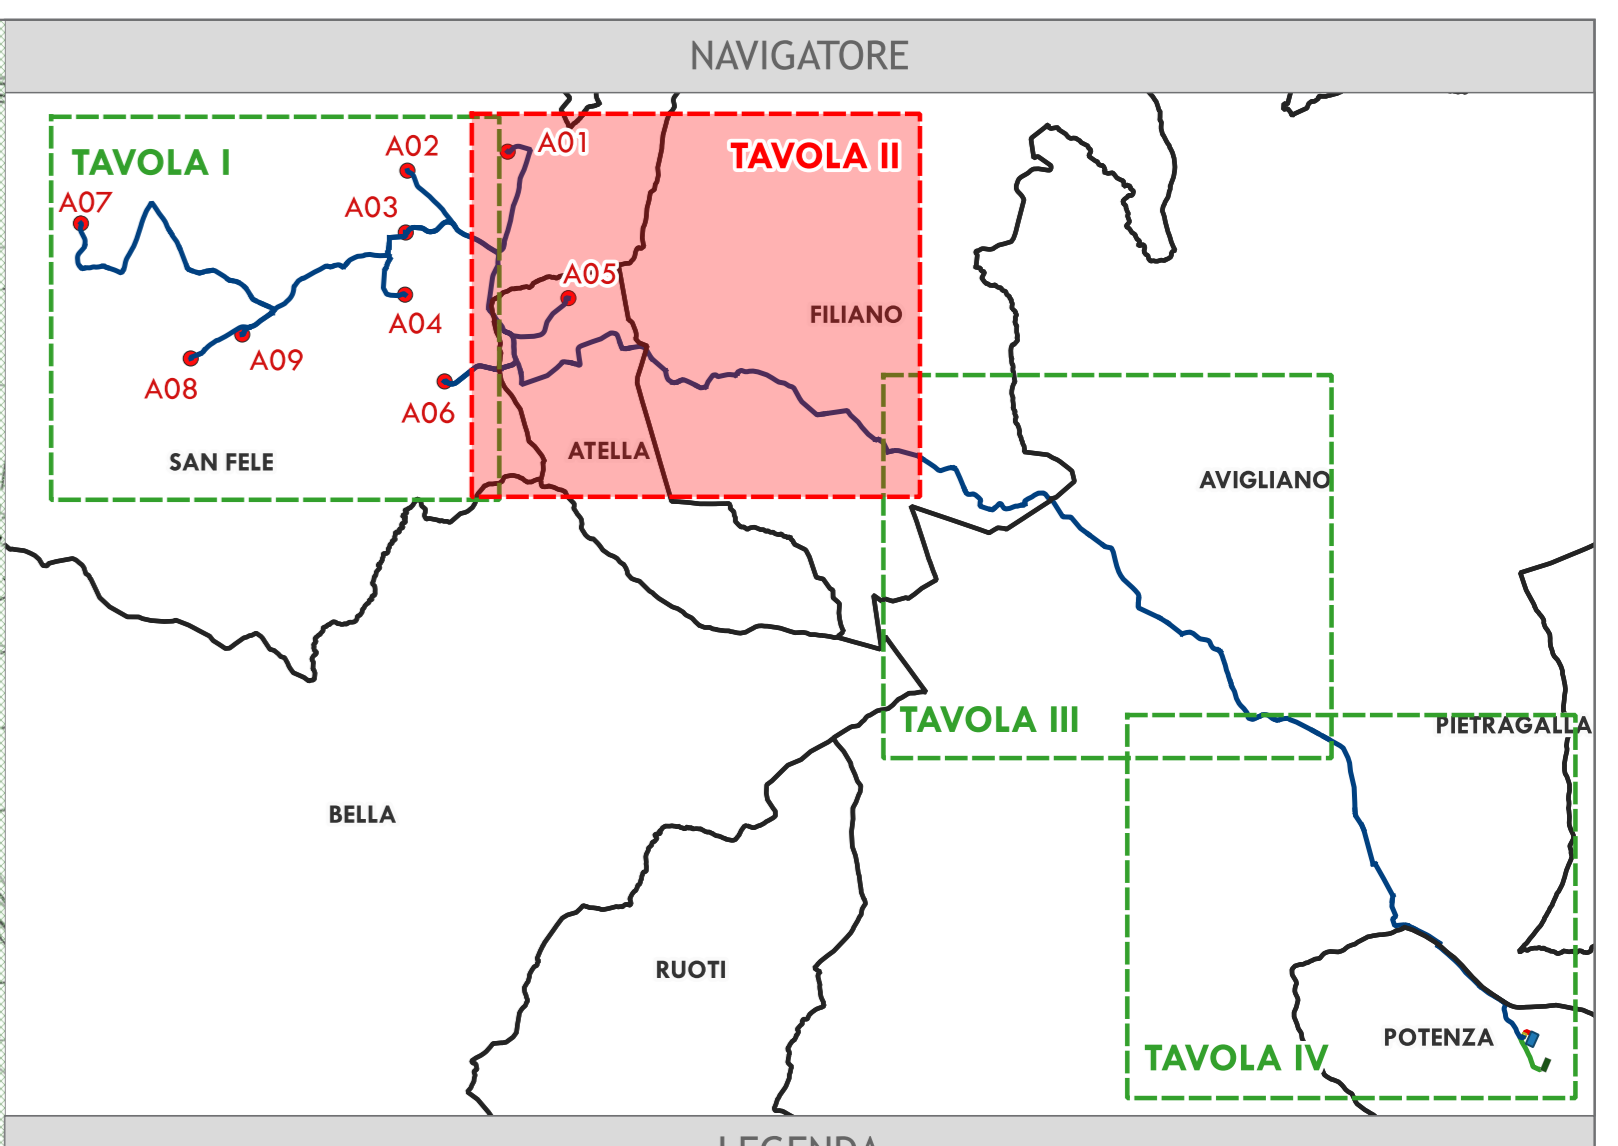 NAVIGATORE
TAVOLA I
A02
A01
TAVOLA II
A07
A03
A05
A04
FILIANO
A09
A08
A06
SAN FELE
ATELLA
AVIGLIANO
TAVOLA III
PIETRAGALLA
BELLA
RUOTI
POTENZA
TAVOLA IV
LEGENDA